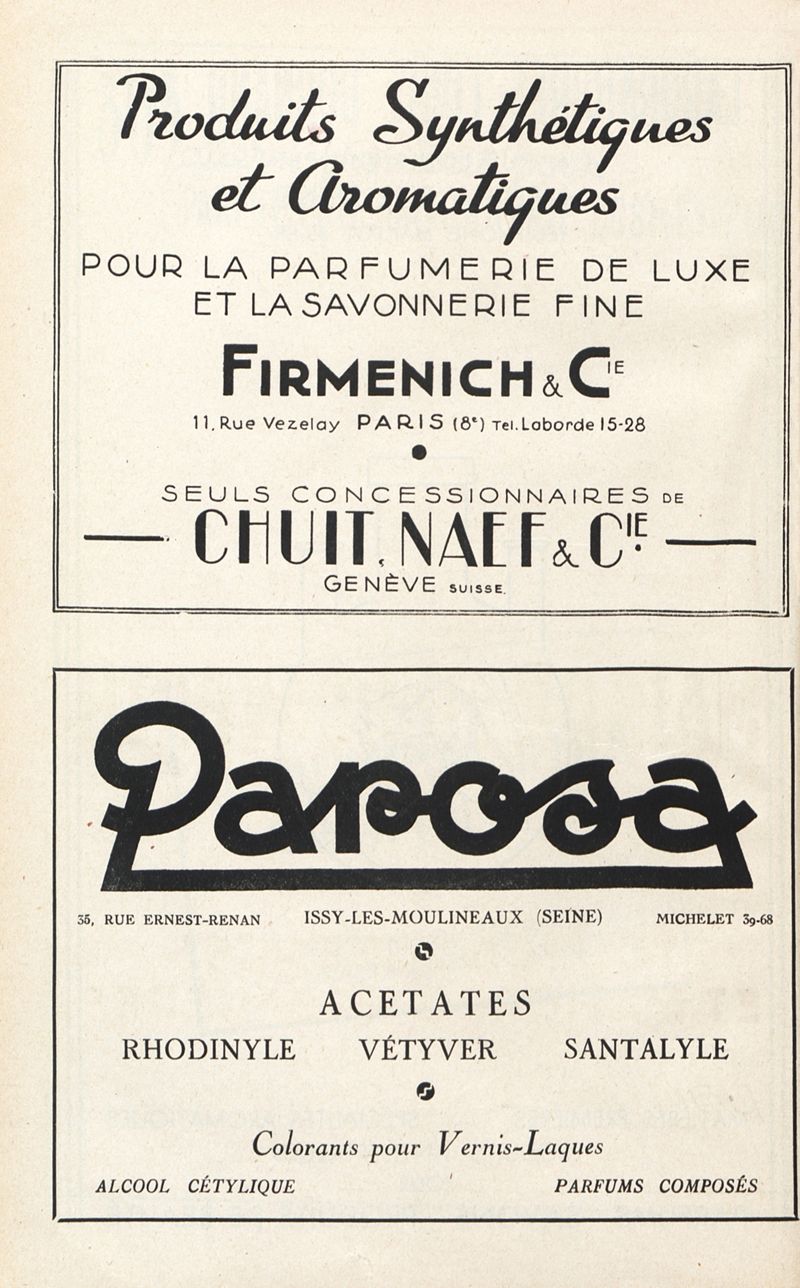 Produits Synthétiques
et Aromatiques
POUR LA PARFUMERIE DE LUXE
ET LA SAVONNERIE FINE
FIRMENICH & CIE
11, Rue Vezelay PARIS (8e) Tel. Laborde 15-28
SEULS CONCESSIONNAIRES DE
CHUIT, NAEF & CIE.
GENÈVE SUISSE.
Parosa
35, RUE ERNEST-RENAN ISSY-LES-MOULINEAUX (SEINE) MICHELET 39-68
ACETATES
RHODINYLE VÉTYVER SANTALYLE
Colorants pour Vernis-Laques
ALCOOL CÉTYLIQUE PARFUMS COMPOSÉS